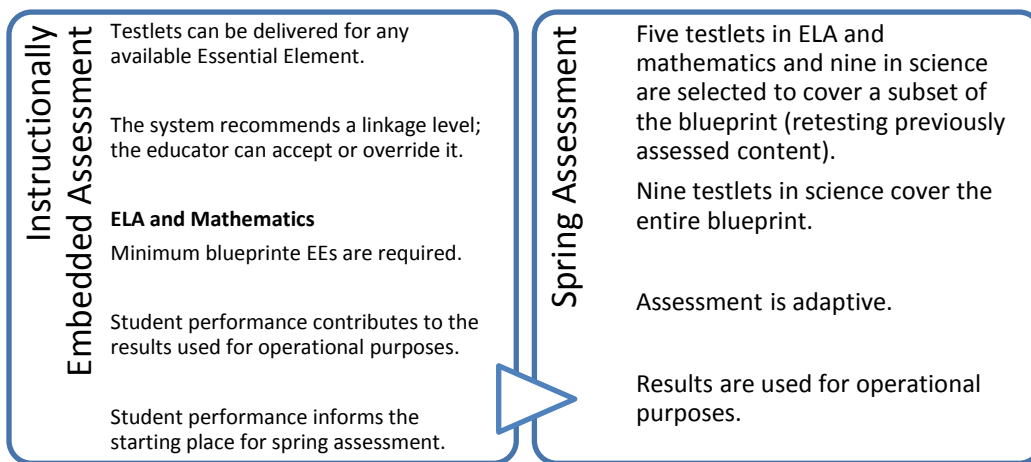 Instructionally
Embedded Assessment
Testlets can be delivered for any
available Essential Element.
The system recommends a linkage level;
the educator can accept or override it.
ELA and Mathematics
Minimum blueprinte EEs are required.
Student performance contributes to the
results used for operational purposes.
Student performance informs the
starting place for spring assessment.
Spring Assessment
Five testlets in ELA and
mathematics and nine in science
are selected to cover a subset of
the blueprint (retesting previously
assessed content).
Nine testlets in science cover the
entire blueprint.
Assessment is adaptive.
Results are used for operational
purposes.